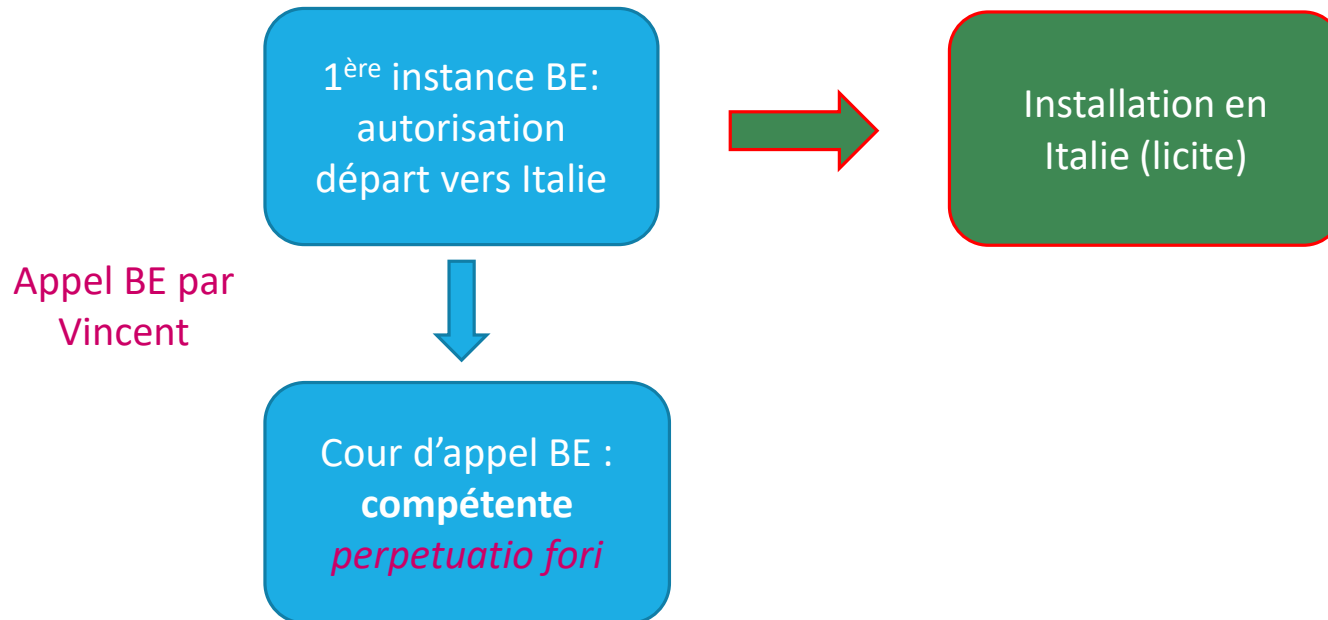 1ère instance BE:
autorisation
départ vers Italie
Installation en
Italie (licite)
Appel BE par
Vincent
Cour d’appel BE :
compétente
perpetuatio fori